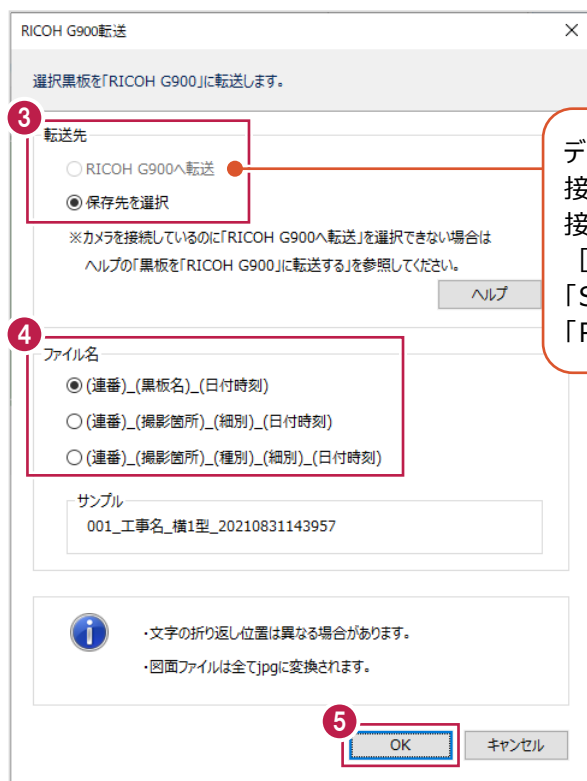 RICOH G900転送
選択黒板を「RICOH G900」に転送します。
3
転送先
RICOH G900へ転送
保存先を選択
※カメラを接続しているのに「RICOH G900へ転送」を選択できない場合は
ヘルプの「黒板を「RICOH G900」に転送する」を参照してください。
ヘルプ
デ
接
接
[
「S
「R
4
ファイル名
(連番)_(黒板名)_(日付時刻)
(連番)_(撮影箇所)_(細別)_(日付時刻)
(連番)_(撮影箇所)_(種別)_(細別)_(日付時刻)
サンプル
001_工事名_横1型_20210831143957
・文字の折り返し位置は異なる場合があります。
・図面ファイルは全てjpgに変換されます。
5
OK
キャンセル